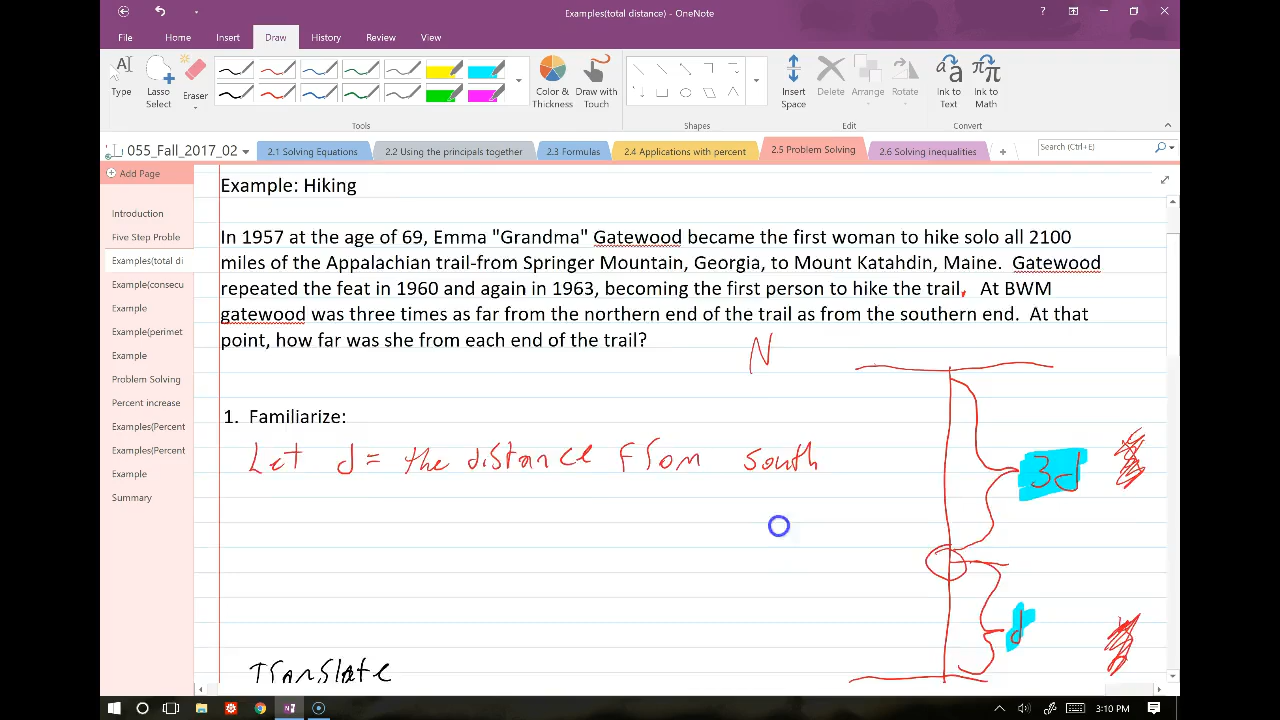 Examples(total distance) - OneNote
?
File
Home
Insert
Draw
History
Review
View
Type
Lasso Select
Eraser
Color & Thickness
Draw with Touch
Insert Space
Delete
Arrange
Rotate
Ink to Text
Ink to Math
Tools
Shapes
Edit
Convert
055_Fall_2017_02
2.1 Solving Equations
2.2 Using the principals together
2.3 Formulas
2.4 Applications with percent
2.5 Problem Solving
2.6 Solving inequalities
Search (Ctrl+E)
Add Page
Introduction
Five Step Proble
Examples(total di
Example(consecu
Example
Example(perimet
Example
Problem Solving
Percent increase
Examples(Percent
Examples(Percent
Example
Summary
Example: Hiking
In 1957 at the age of 69, Emma "Grandma" Gatewood became the first woman to hike solo all 2100
miles of the Appalachian trail-from Springer Mountain, Georgia, to Mount Katahdin, Maine. Gatewood
repeated the feat in 1960 and again in 1963, becoming the first person to hike the trail. At BWM
gatewood was three times as far from the northern end of the trail as from the southern end. At that
point, how far was she from each end of the trail?
N
1. Familiarize:
Let d = the distance from south
3d
d
Translate
3:10 PM